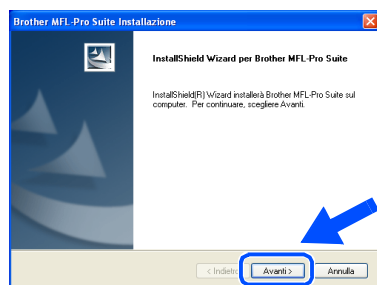 Brother MFL-Pro Suite Installazione
InstallShield Wizard per Brother MFL-Pro Suite
InstallShield(R) Wizard installerà Brother MFL-Pro Suite sul
computer. Per continuare, scegliere Avanti.
< Indietro Avanti > Annulla